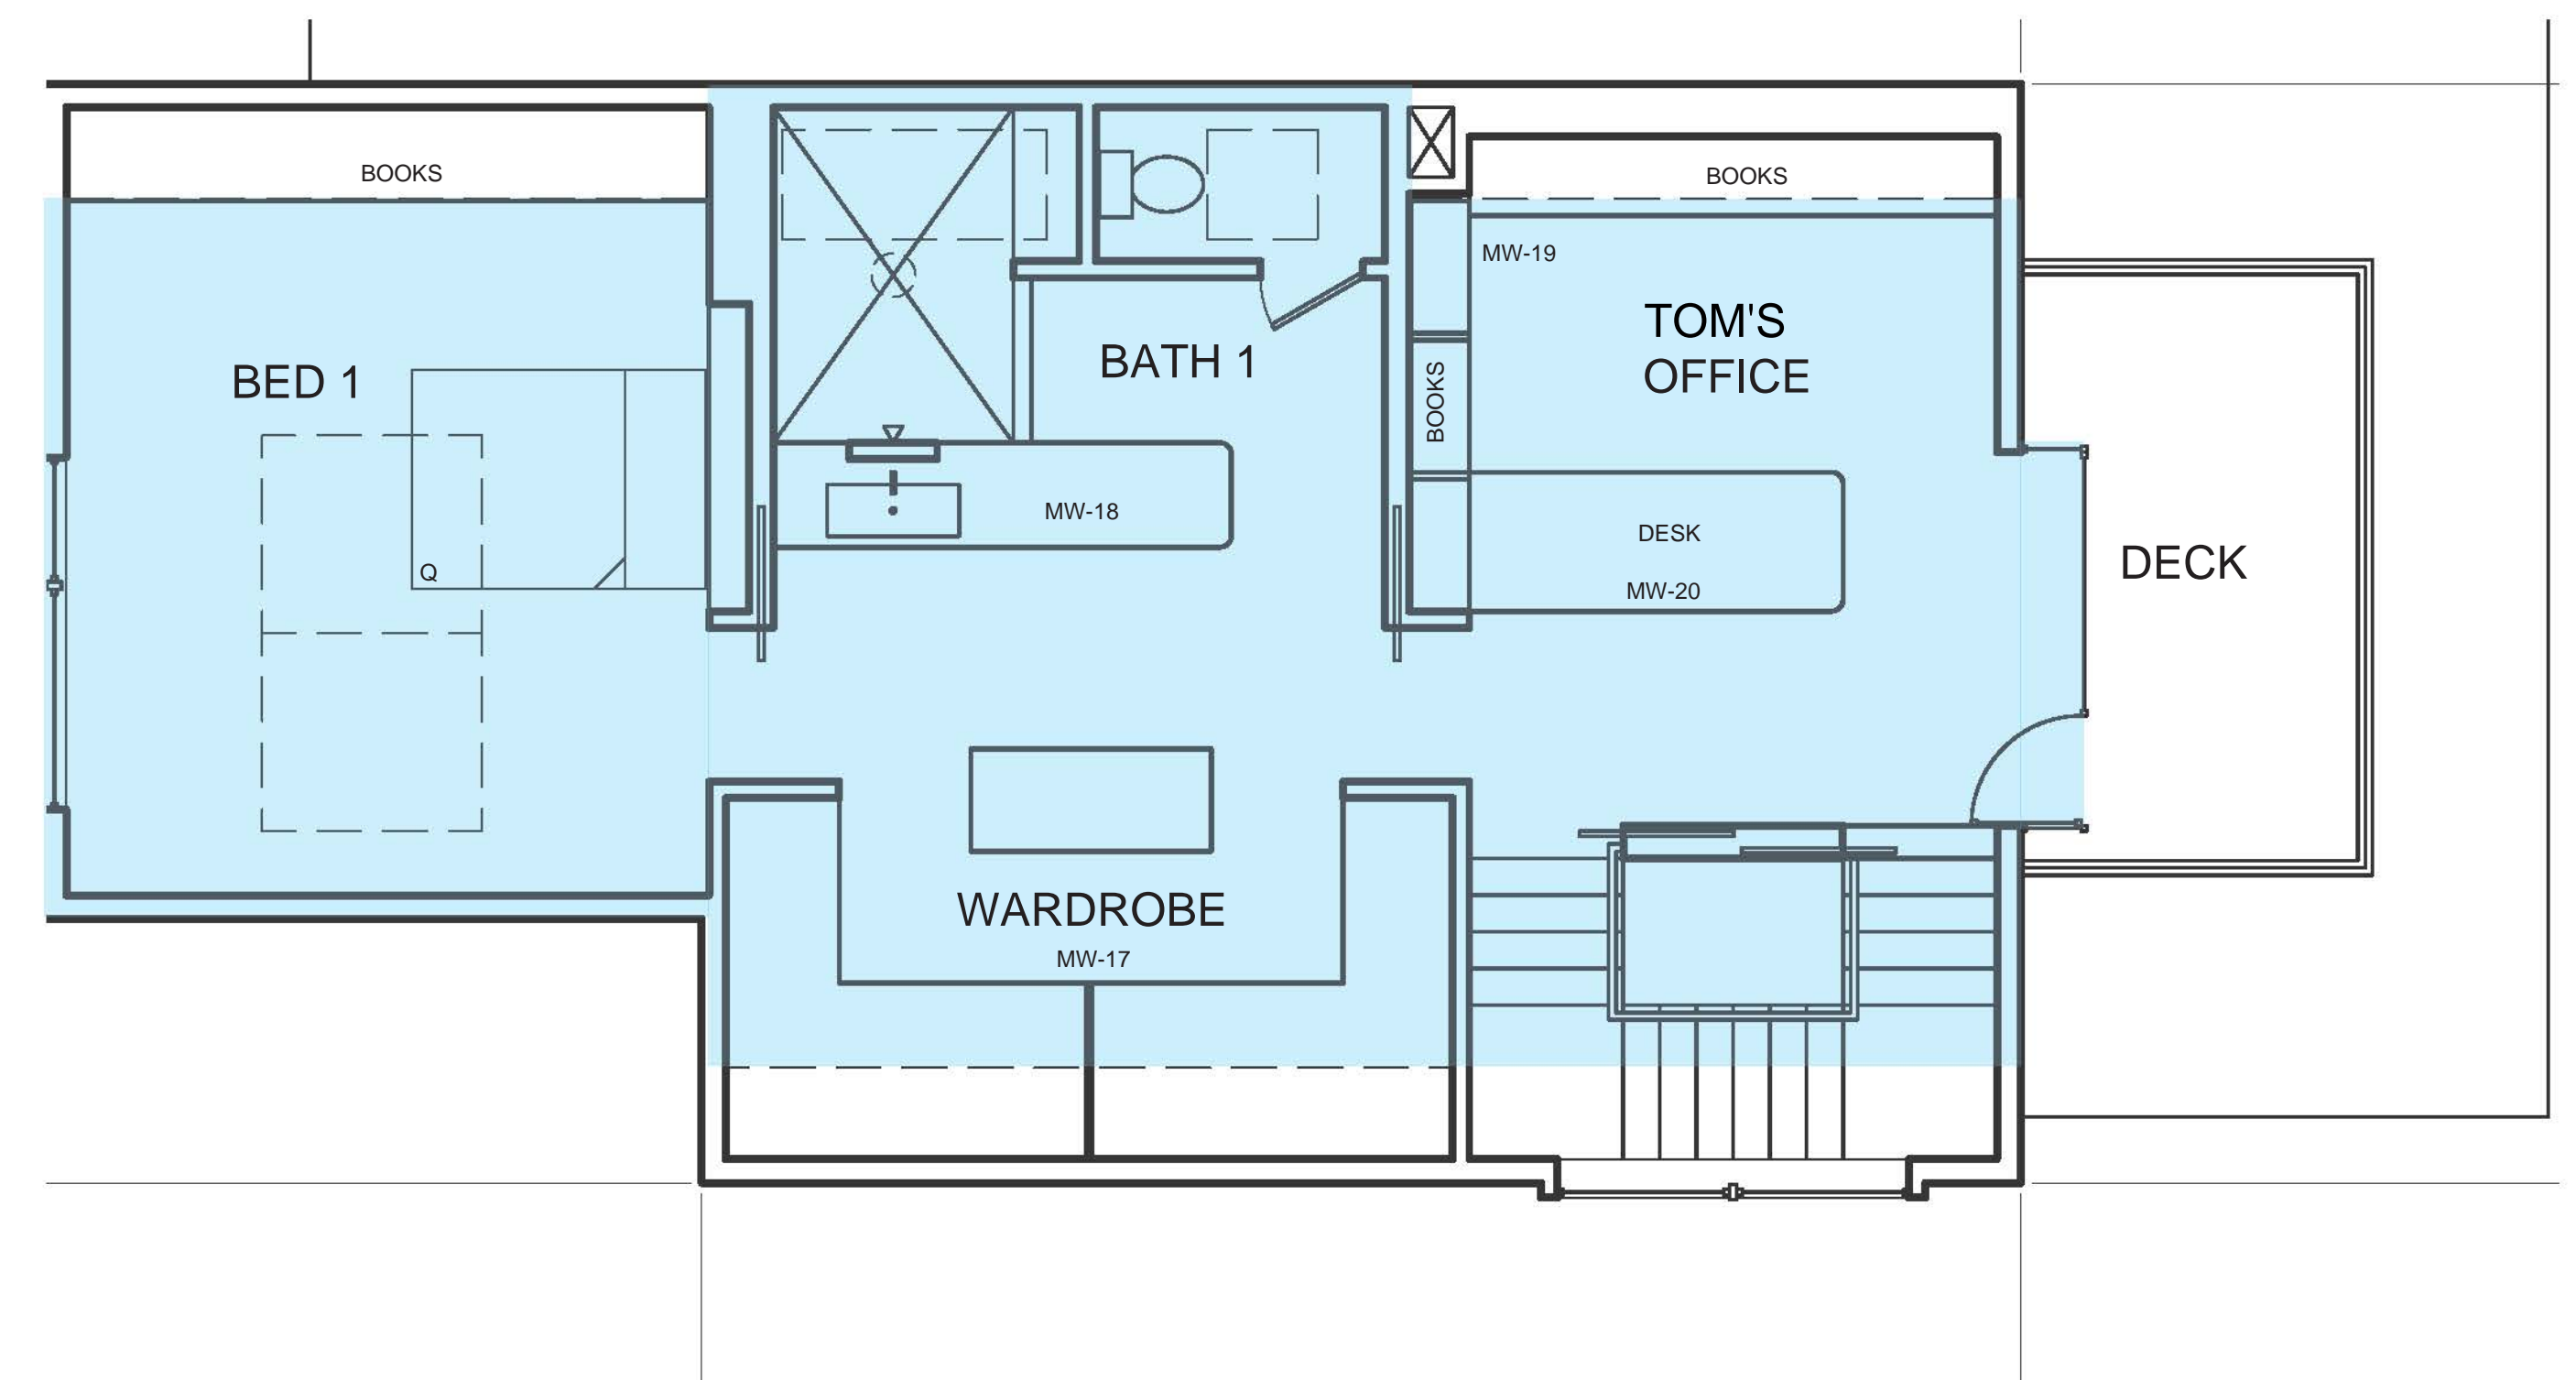 BOOKS
BOOKS
MW-19
TOM'S
OFFICE
BED 1
BATH 1
BOOKS
MW-18
DESK
MW-20
DECK
Q
WARDROBE
MW-17